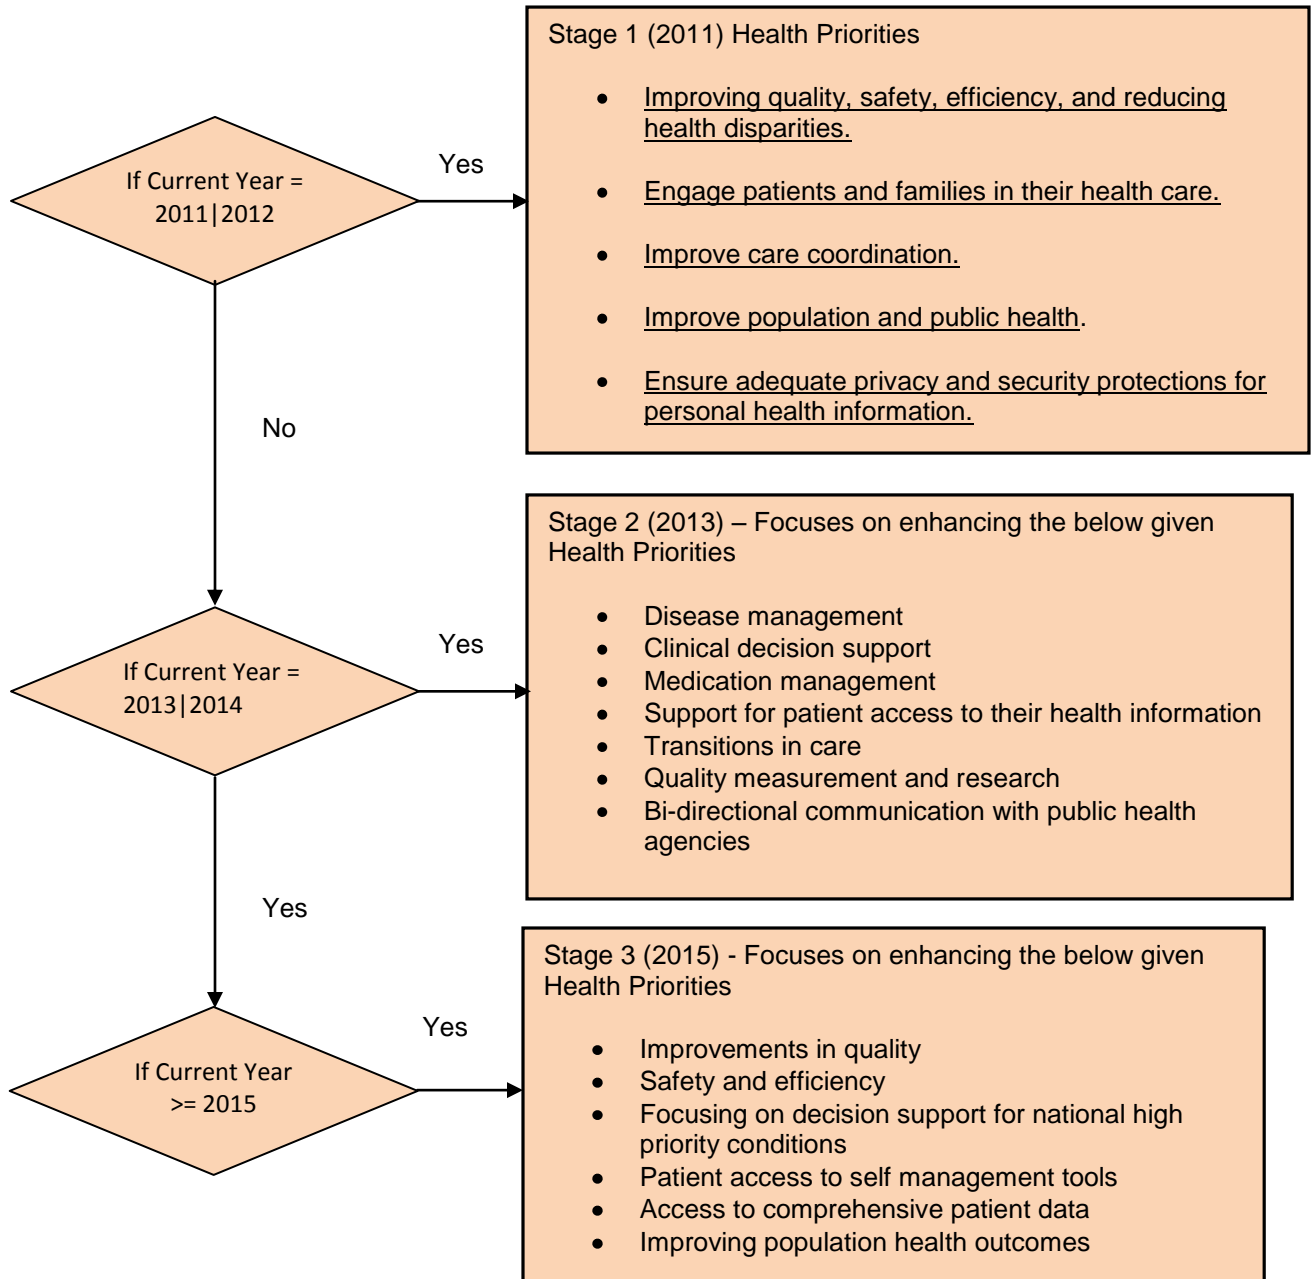 If Current Year =
2011|2012
Yes
Stage 1 (2011) Health Priorities
• Improving quality, safety, efficiency, and reducing
health disparities.
• Engage patients and families in their health care.
• Improve care coordination.
• Improve population and public health.
• Ensure adequate privacy and security protections for
personal health information.
No
If Current Year =
2013|2014
Yes
Stage 2 (2013) – Focuses on enhancing the below given
Health Priorities
• Disease management
• Clinical decision support
• Medication management
• Support for patient access to their health information
• Transitions in care
• Quality measurement and research
• Bi-directional communication with public health
agencies
Yes
If Current Year
>= 2015
Yes
Stage 3 (2015) - Focuses on enhancing the below given
Health Priorities
• Improvements in quality
• Safety and efficiency
• Focusing on decision support for national high
priority conditions
• Patient access to self management tools
• Access to comprehensive patient data
• Improving population health outcomes